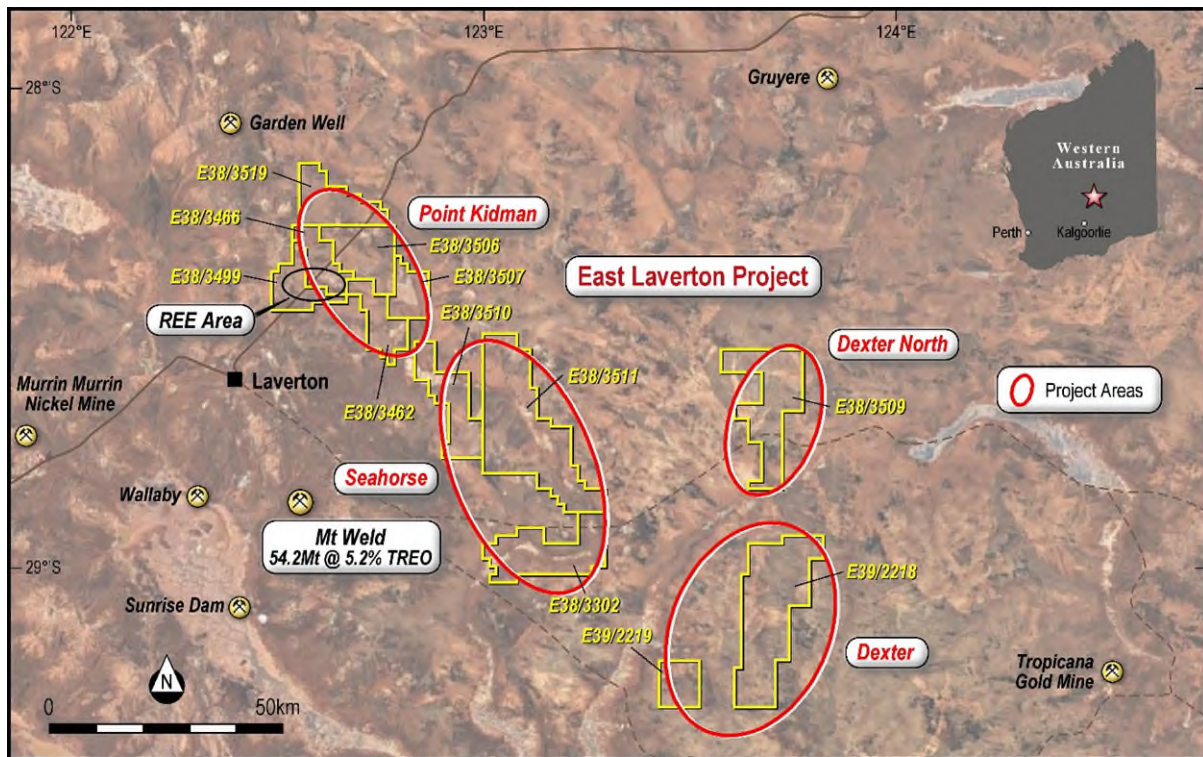 122°E
123°E
124°E
28°S
Gruyere
Garden Well
Western
Australia
Perth
Kalgoorlie
E38/3519
E38/3466
Point Kidman
E38/3506
E38/3499
E38/3507
East Laverton Project
REE Area
E38/3510
Dexter North
Laverton
E38/3511
Project Areas
Murrin Murrin
Nickel Mine
E38/3462
E38/3509
Seahorse
Wallaby
Mt Weld
54.2Mt @ 5.2% TREO
29°S
E39/2218
Sunrise Dam
E38/3302
E39/2219
Dexter
Tropicana
Gold Mine
N
0
50km